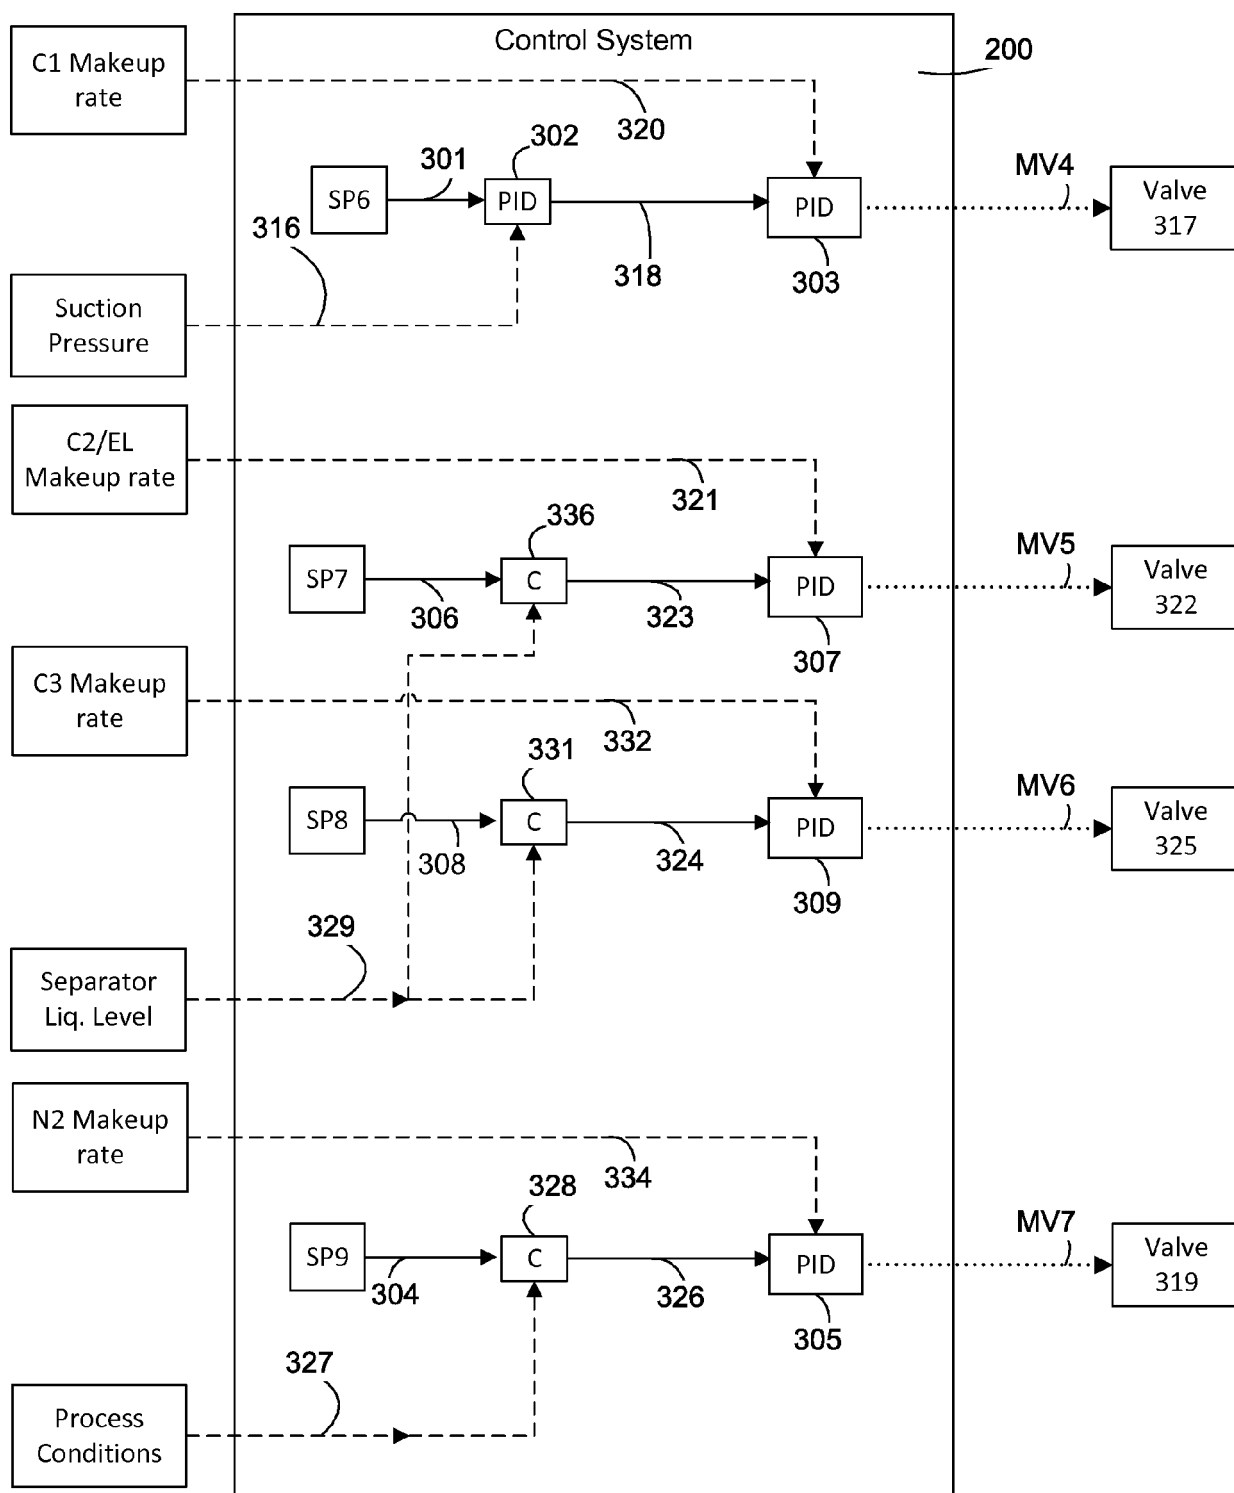 Control System
200
C1 Makeup
rate
320
302
301
SP6
PID
PID
MV4
Valve
317
316
318
303
Suction
Pressure
C2/EL
Makeup rate
321
336
SP7
C
PID
MV5
Valve
322
306
323
307
C3 Makeup
rate
332
331
SP8
C
PID
MV6
Valve
325
308
324
309
329
Separator
Liq. Level
N2 Makeup
rate
334
328
SP9
C
PID
MV7
Valve
319
304
326
305
327
Process
Conditions